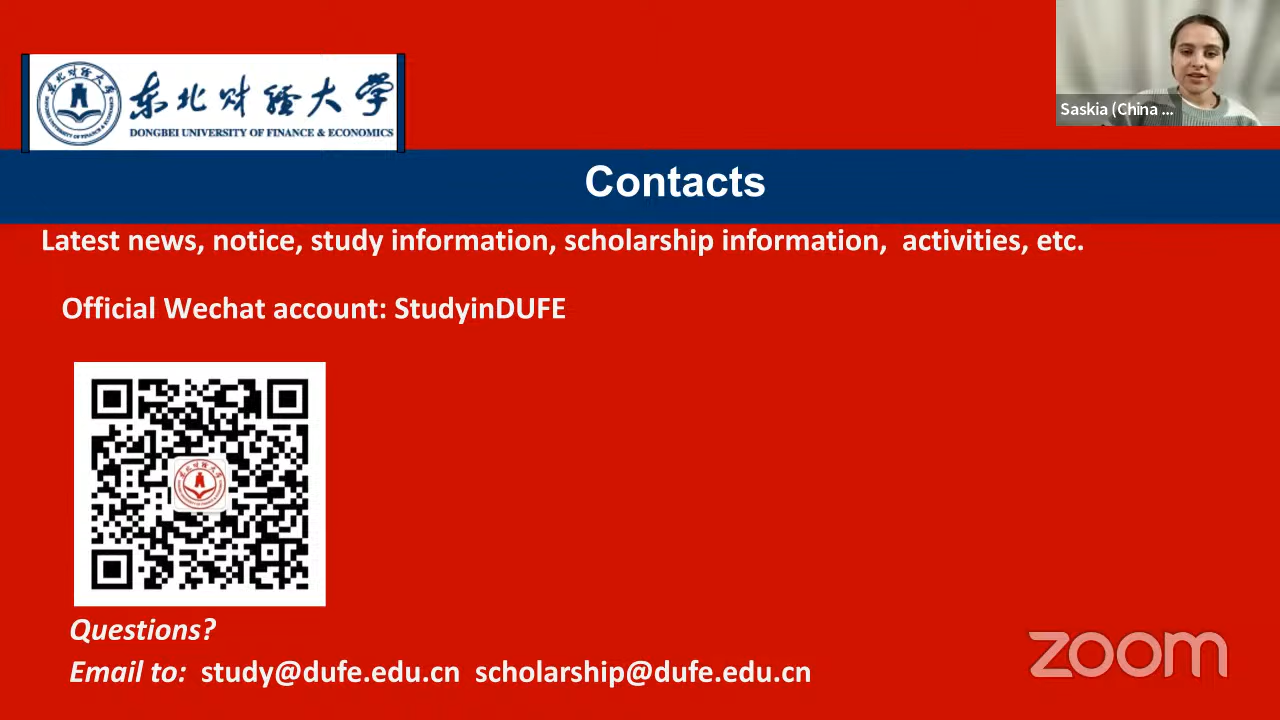 东北财经大学
DONGBEI UNIVERSITY OF FINANCE & ECONOMICS
Saskia (China ...
Contacts
Latest news, notice, study information, scholarship information, activities, etc.
Official Wechat account: StudyinDUFE
Questions?
Email to: study@dufe.edu.cn scholarship@dufe.edu.cn
zoom